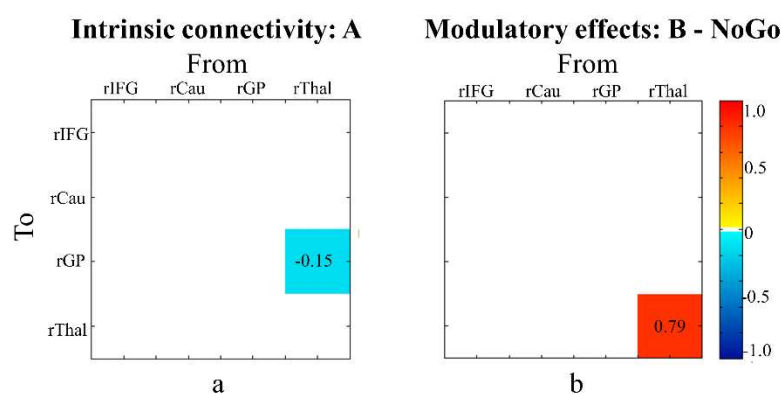 Intrinsic connectivity: A
From
rIFG rCau rGP rThal
To
rIFG
rCau
rGP
rThal
-0.15
a
Modulatory effects: B - NoGo
From
rIFG rCau rGP rThal
0.79
b
1.0
0.5
0
-0.5
-1.0